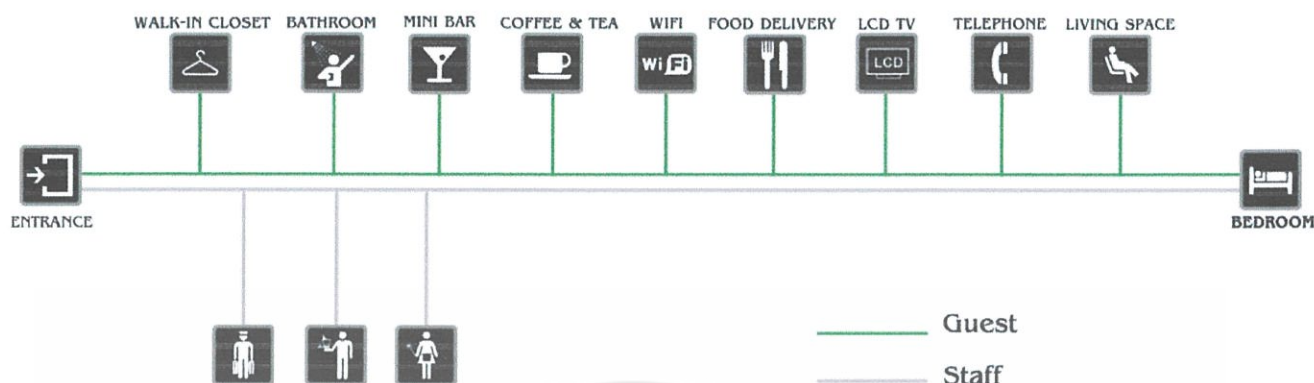 WALK-IN CLOSET BATHROOM MINI BAR COFFEE & TEA WIFI FOOD DELIVERY LCD TV TELEPHONE LIVING SPACE
Wi Fi LCD
ENTRANCE
BEDROOM
Guest
Staff